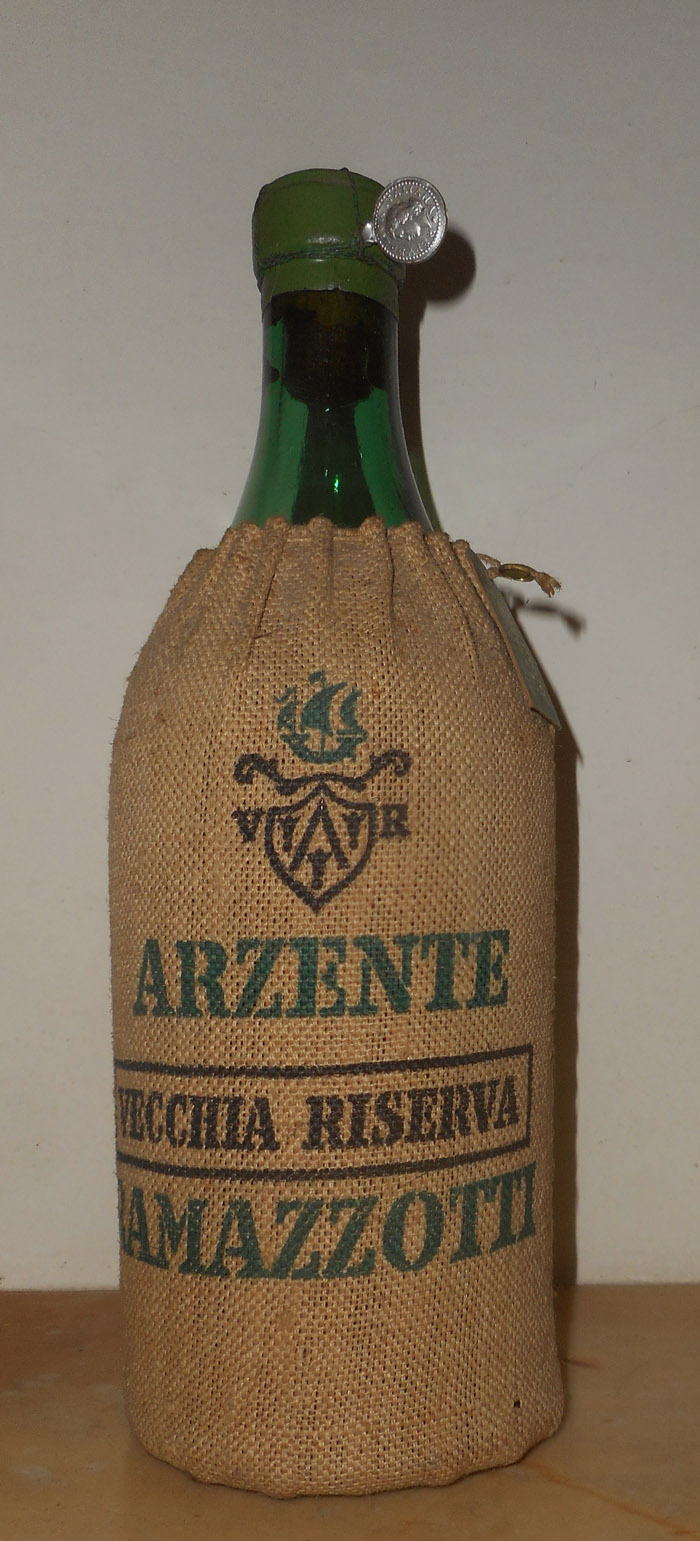 V A R
ARZENTE
VECCHIA RISERVA
RAMAZZOTTI